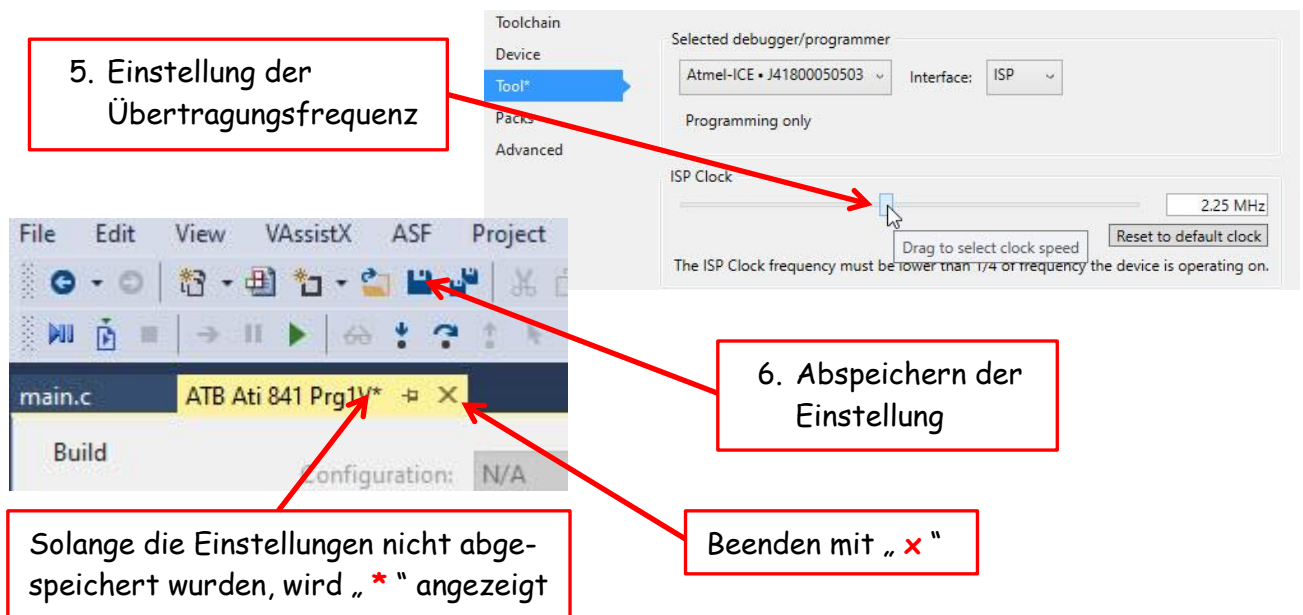 5. Einstellung der
Übertragungsfrequenz
Toolchain
Device
Tool*
Packs
Advanced
Selected debugger/programmer
Atmel-ICE • J41800050503
Interface:
ISP
Programming only
ISP Clock
2.25 MHz
Drag to select clock speed
Reset to default clock
The ISP Clock frequency must be lower than 1/4 of frequency the device is operating on.
File Edit View VAssistX ASF Project
main.c
ATB Ati 841 Prg1V*
Build
Configuration: N/A
6. Abspeichern der
Einstellung
Solange die Einstellungen nicht abge-
speichert wurden, wird „ * “ angezeigt
Beenden mit „ x “